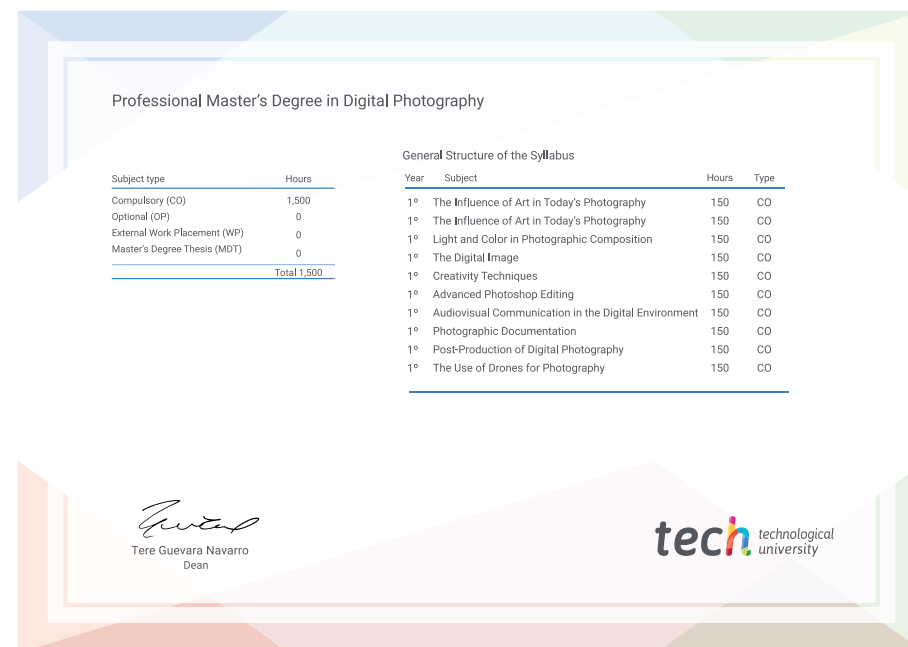 Professional Master's Degree in Digital Photography
Subject type Hours
Compulsory (CO) 1,500
Optional (OP) 0
External Work Placement (WP) 0
Master's Degree Thesis (MDT) 0
Total 1,500
General Structure of the Syllabus
Year Subject Hours Type
1º The Influence of Art in Today's Photography 150 CO
1º The Influence of Art in Today's Photography 150 CO
1º Light and Color in Photographic Composition 150 CO
1º The Digital Image 150 CO
1º Creativity Techniques 150 CO
1º Advanced Photoshop Editing 150 CO
1º Audiovisual Communication in the Digital Environment 150 CO
1º Photographic Documentation 150 CO
1º Post-Production of Digital Photography 150 CO
1º The Use of Drones for Photography 150 CO
Tere Guevara Navarro
Dean
tech technological
university